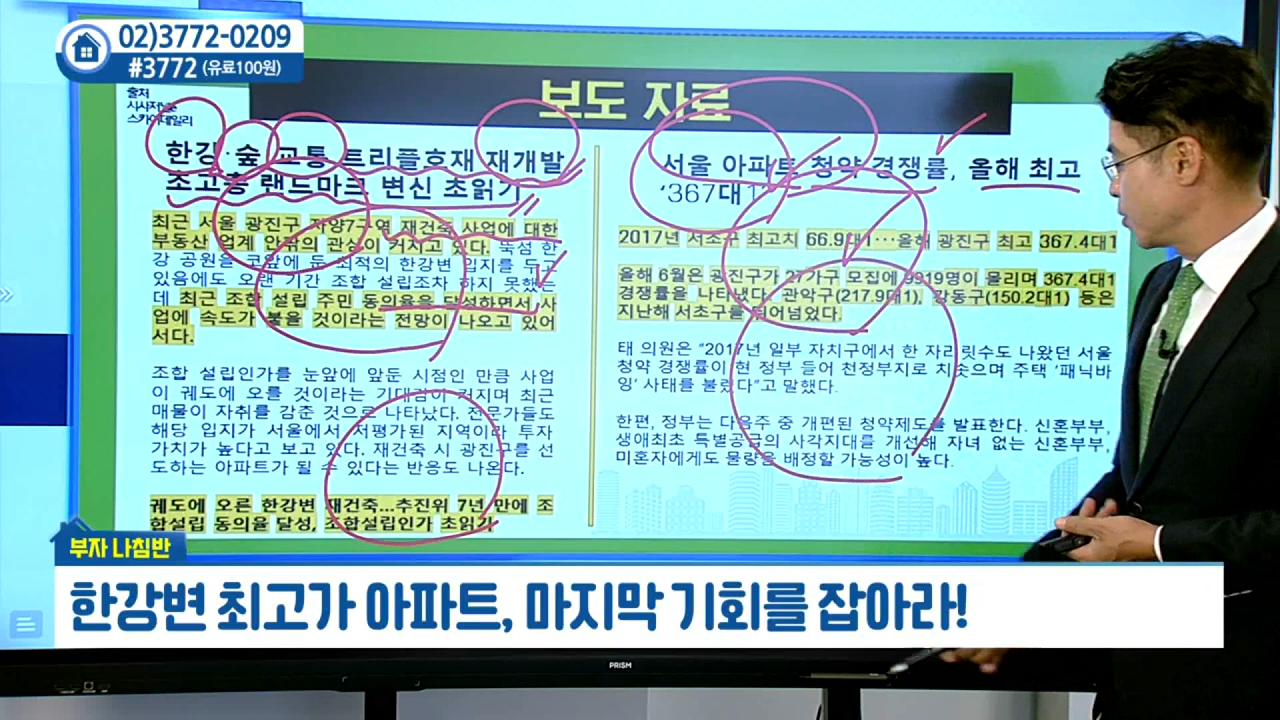 02)3772-0209
#3772 (유료100원)
출처
시사저널
스카이데일리
보도 자료
한강·숲·교통 트리플호재 재개발
초고층 랜드마크 변신 초읽기
최근 서울 광진구 자양7구역 재건축 사업에 대한
부동산 업계 안팎의 관심이 커지고 있다. 뚝섬 한
강 공원을 코앞에 둔 최적의 한강변 입지를 두고
있음에도 오랜 기간 조합 설립조차 하지 못했는
데 최근 조합 설립 주민 동의율을 달성하면서 사
업에 속도가 붙을 것이라는 전망이 나오고 있어
서다.
조합 설립인가를 눈앞에 앞둔 시점인 만큼 사업
이 궤도에 오를 것이라는 기대감이 커지며 최근
매물이 자취를 감춘 것으로 나타났다. 전문가들도
해당 입지가 서울에서 저평가된 지역이라 투자
가치가 높다고 보고 있다. 재건축 시 광진구를 선
도하는 아파트가 될 수 있다는 반응도 나온다.
궤도에 오른 한강변 재건축...추진위 7년 만에 조
합설립 동의율 달성, 조합설립인가 초읽기
서울 아파트 청약 경쟁률, 올해 최고
‘367대1’
2017년 서초구 최고치 66.9대1…올해 광진구 최고 367.4대1
올해 6월은 광진구가 27가구 모집에 9919명이 몰리며 367.4대1
경쟁률을 나타냈다. 관악구(217.9대1), 강동구(150.2대1) 등은
지난해 서초구를 뛰어넘었다.
태 의원은 “2017년 일부 자치구에서 한 자릿수도 나왔던 서울
청약 경쟁률이 현 정부 들어 천정부지로 치솟으며 주택 ‘패닉바
잉’ 사태를 불렀다”고 말했다.
한편, 정부는 다음주 중 개편된 청약제도를 발표한다. 신혼부부,
생애최초 특별공급의 사각지대를 개선해 자녀 없는 신혼부부,
미혼자에게도 물량을 배정할 가능성이 높다.
부자 나침반
한강변 최고가 아파트, 마지막 기회를 잡아라!
PRISM